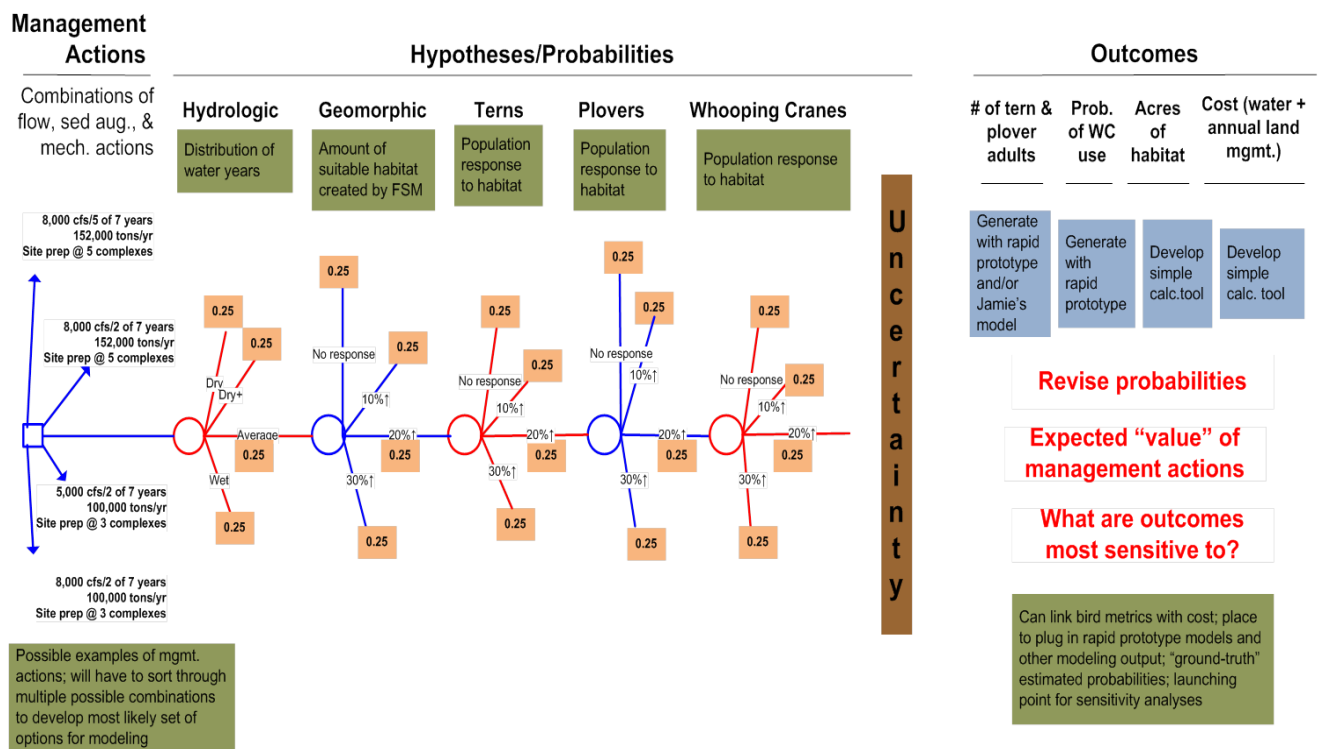 Management
Actions
Hypotheses/Probabilities
Outcomes
Combinations of
flow, sed aug., &
mech. actions
Hydrologic
Geomorphic
Terns
Plovers
Whooping Cranes
Distribution of
water years
Amount of
suitable habitat
created by FSM
Population
response
to habitat
Population
response to
habitat
Population response
to habitat
# of tern &
plover
adults
Prob.
of WC
use
Acres
of
habitat
Cost (water +
annual land
mgmt.)
Generate
with rapid
prototype
and/or
Jamie's
model
Generate
with
rapid
prototype
Develop
simple
calc.tool
Develop
simple
calc. tool
8,000 cfs/5 of 7 years
152,000 tons/yr
Site prep @ 5 complexes
8,000 cfs/2 of 7 years
152,000 tons/yr
Site prep @ 5 complexes
5,000 cfs/2 of 7 years
100,000 tons/yr
Site prep @ 3 complexes
8,000 cfs/2 of 7 years
100,000 tons/yr
Site prep @ 3 complexes
0.25
0.25
Dry
Dry+
Average
0.25
Wet
0.25
0.25
No response
0.25
10%↑
20%↑
0.25
30%↑
0.25
0.25
No response
0.25
10%↑
20%↑
0.25
30%↑
0.25
0.25
0.25
No response
10%↑
20%↑
0.25
30%↑
0.25
0.25
No response
0.25
10%↑
20%↑
0.25
30%↑
0.25
U
n
c
e
r
t
a
i
n
t
y
Revise probabilities
Expected “value” of
management actions
What are outcomes
most sensitive to?
Can link bird metrics with cost; place
to plug in rapid prototype models and
other modeling output; “ground-truth”
estimated probabilities; launching
point for sensitivity analyses
Possible examples of mgmt.
actions; will have to sort through
multiple possible combinations
to develop most likely set of
options for modeling